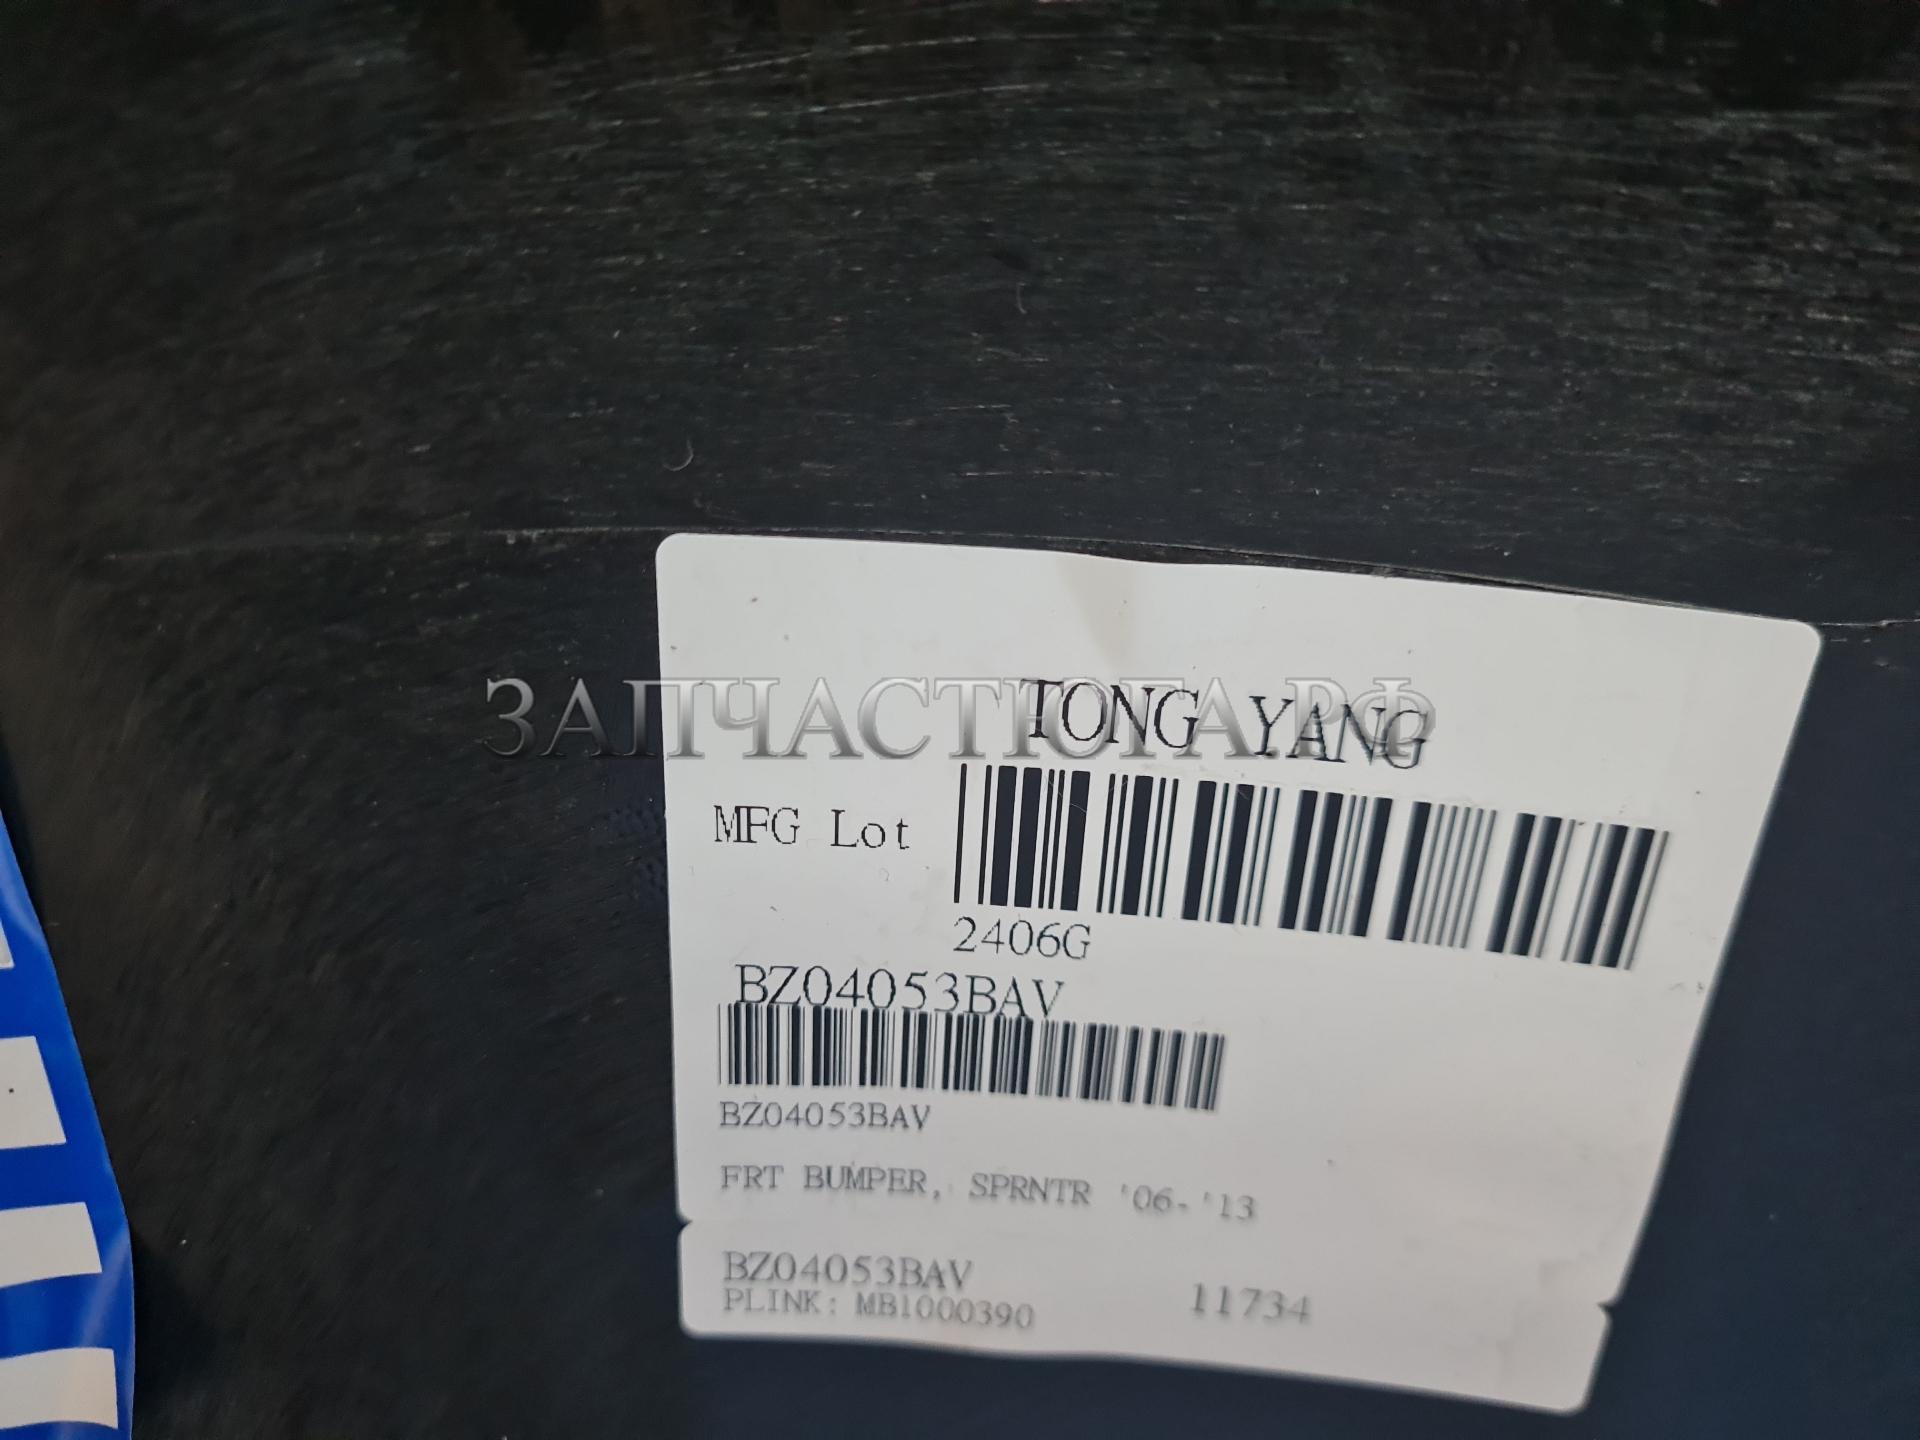 ЗАПЧАСТЮГА.РФ
TONG YANG
MFG Lot
2406G
BZ04053BAV
BZ04053BAV
FRT BUMPER, SPRNTR '06-'13
BZ04053BAV
PLINK: MB1000390 11734